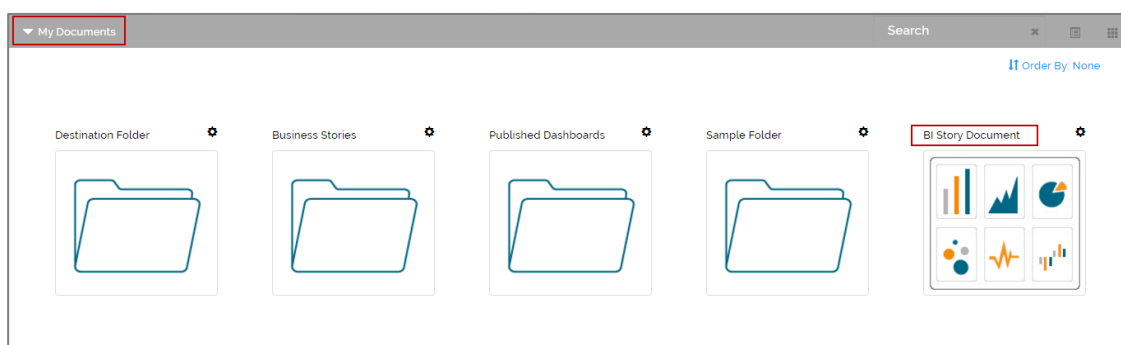 My Documents
Search
Order By: None
Destination Folder
Business Stories
Published Dashboards
Sample Folder
BI Story Document